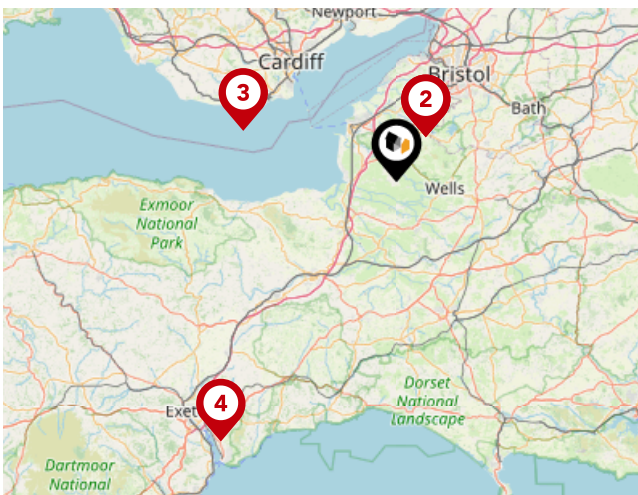 Newport
Cardiff
Bristol
3
2
Bath
Wells
Exmoor
National
Park
Dorset
National
Landscape
4
Exet
Dartmoor
National